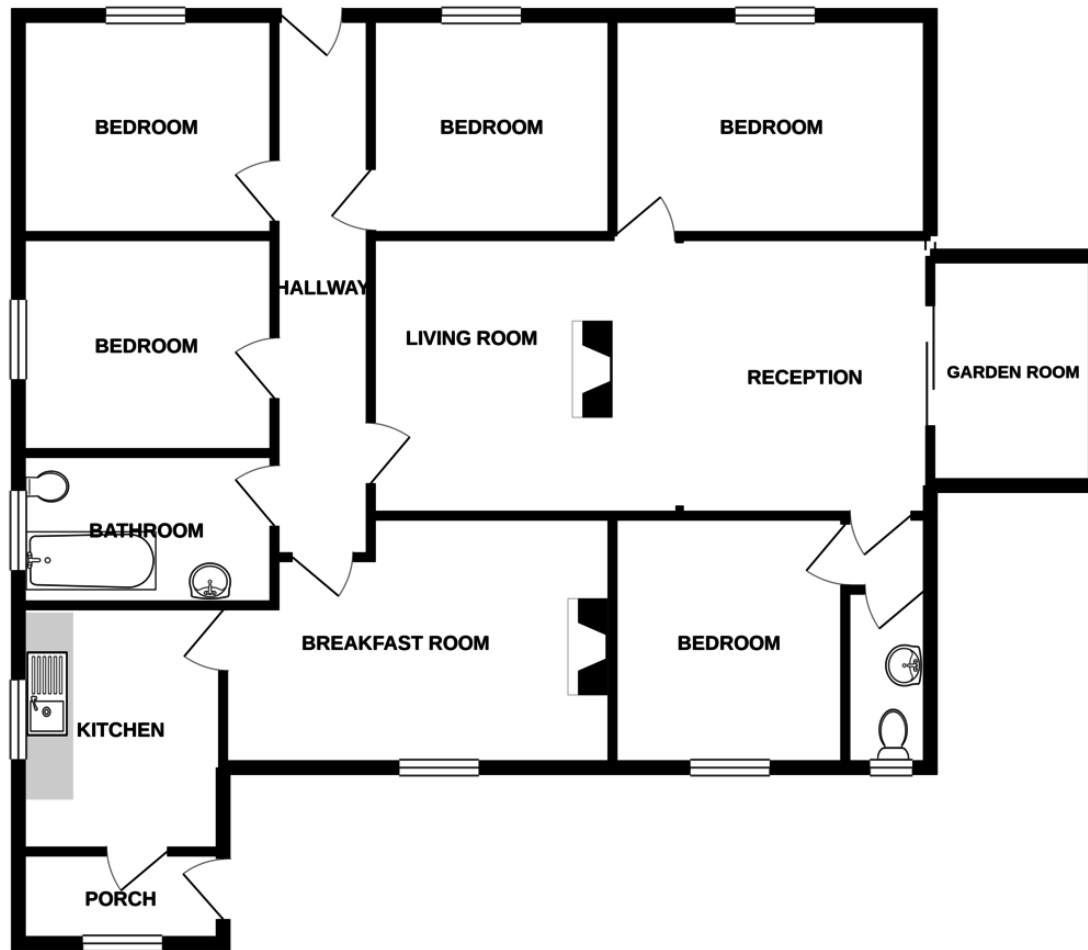 BEDROOM
BEDROOM
BEDROOM
HALLWAY
LIVING ROOM
BEDROOM
RECEPTION
GARDEN ROOM
BATHROOM
BREAKFAST ROOM
BEDROOM
KITCHEN
PORCH